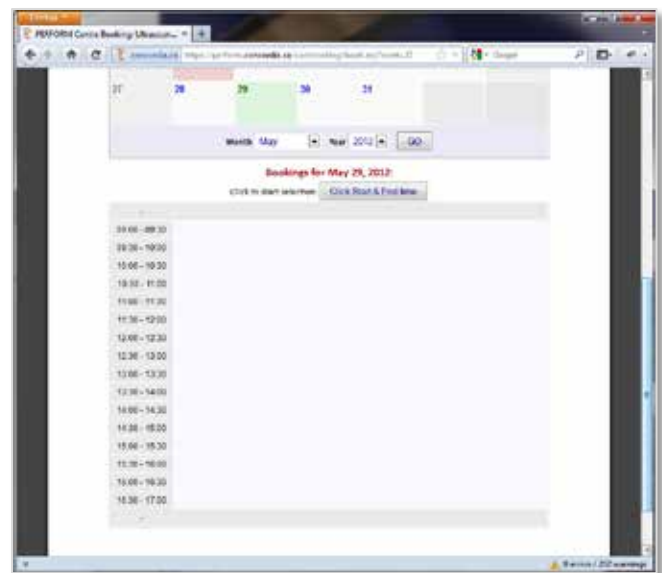 PERFORM Centre Booking: Ultrasoun...
27 28 29 30 31
Month May Year 2012 GO
Bookings for May 29, 2012:
Click to start selection Click Start & End time
09:00 - 09:30
09:30 - 10:00
10:00 - 10:30
10:30 - 11:00
11:00 - 11:30
11:30 - 12:00
12:00 - 12:30
12:30 - 13:00
13:00 - 13:30
13:30 - 14:00
14:00 - 14:30
14:30 - 15:00
15:00 - 15:30
15:30 - 16:00
16:00 - 16:30
16:30 - 17:00